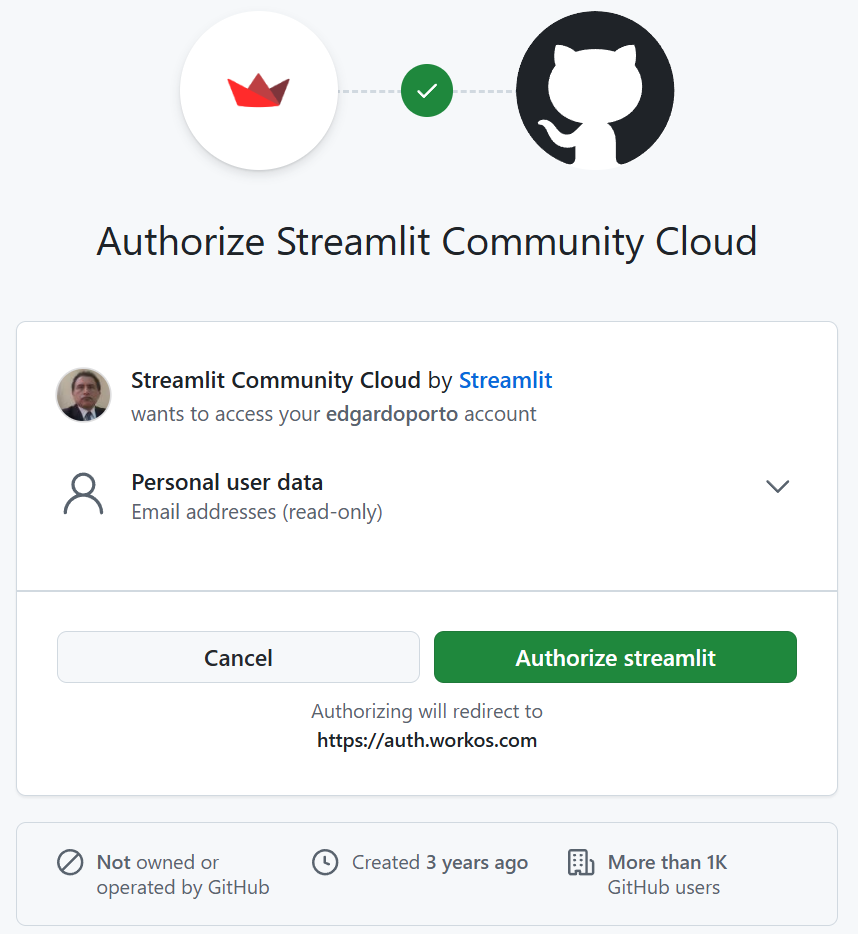 Authorize Streamlit Community Cloud
Streamlit Community Cloud by Streamlit
wants to access your edgardoporto account
Personal user data
Email addresses (read-only)
Cancel
Authorize streamlit
Authorizing will redirect to
https://auth.workos.com
Not owned or
operated by GitHub
Created 3 years ago
More than 1K
GitHub users